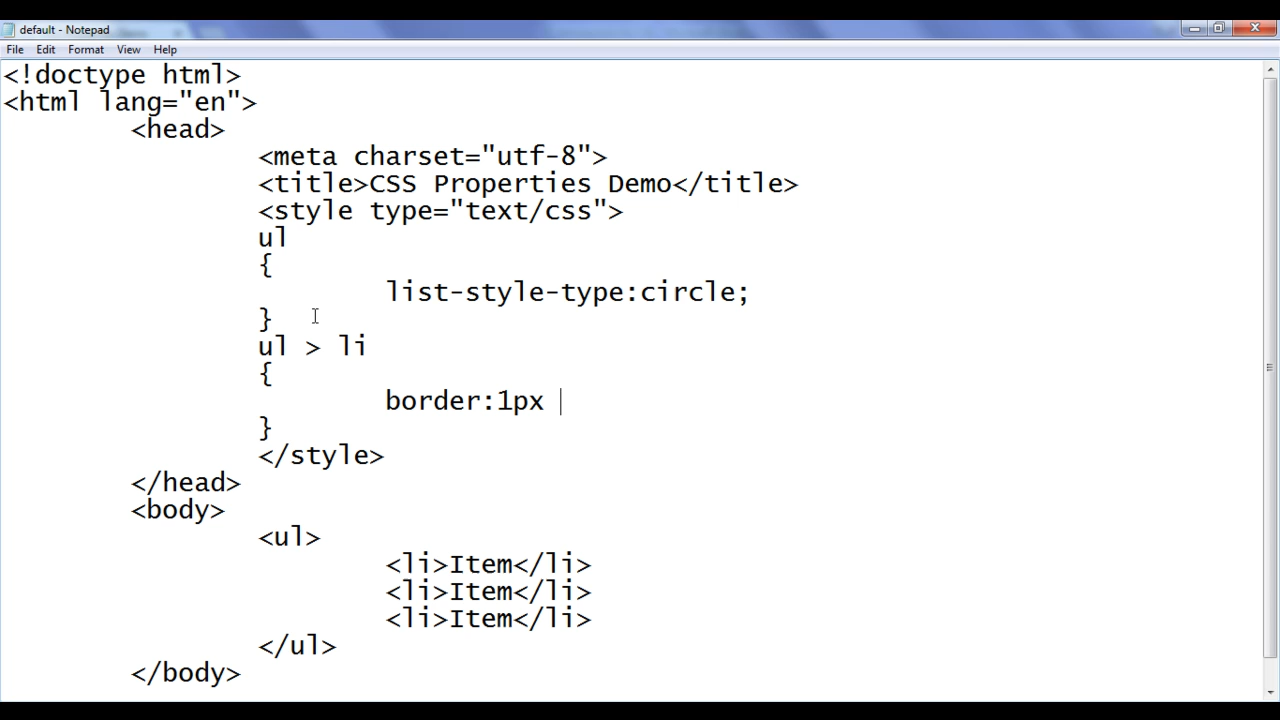 default - Notepad
File Edit Format View Help
<!doctype html>
<html lang="en">
<head>
<meta charset="utf-8">
<title>CSS Properties Demo</title>
<style type="text/css">
ul
{
list-style-type:circle;
}
ul > li
{
border:1px
}
</style>
</head>
<body>
<ul>
<li>Item</li>
<li>Item</li>
<li>Item</li>
</ul>
</body>